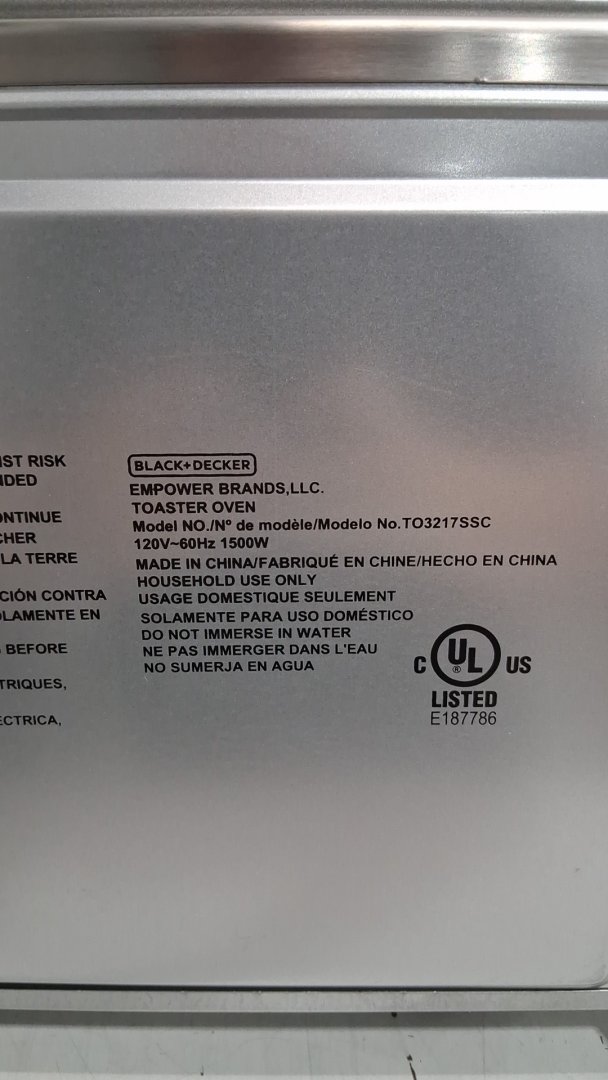 IST RISK
DED
ONTINUE
CHER
LA TERRE
CIÓN CONTRA
OLAMENTE EN
BEFORE
TRIQUES,
ECTRICA,
BLACK+DECKER
EMPOWER BRANDS,LLC.
TOASTER OVEN
Model NO./Nº de modèle/Modelo No.TO3217SSC
120V~60Hz 1500W
MADE IN CHINA/FABRIQUÉ EN CHINE/HECHO EN CHINA
HOUSEHOLD USE ONLY
USAGE DOMESTIQUE SEULEMENT
SOLAMENTE PARA USO DOMÉSTICO
DO NOT IMMERSE IN WATER
NE PAS IMMERGER DANS L'EAU
NO SUMERJA EN AGUA
C UL ® US
LISTED
E187786